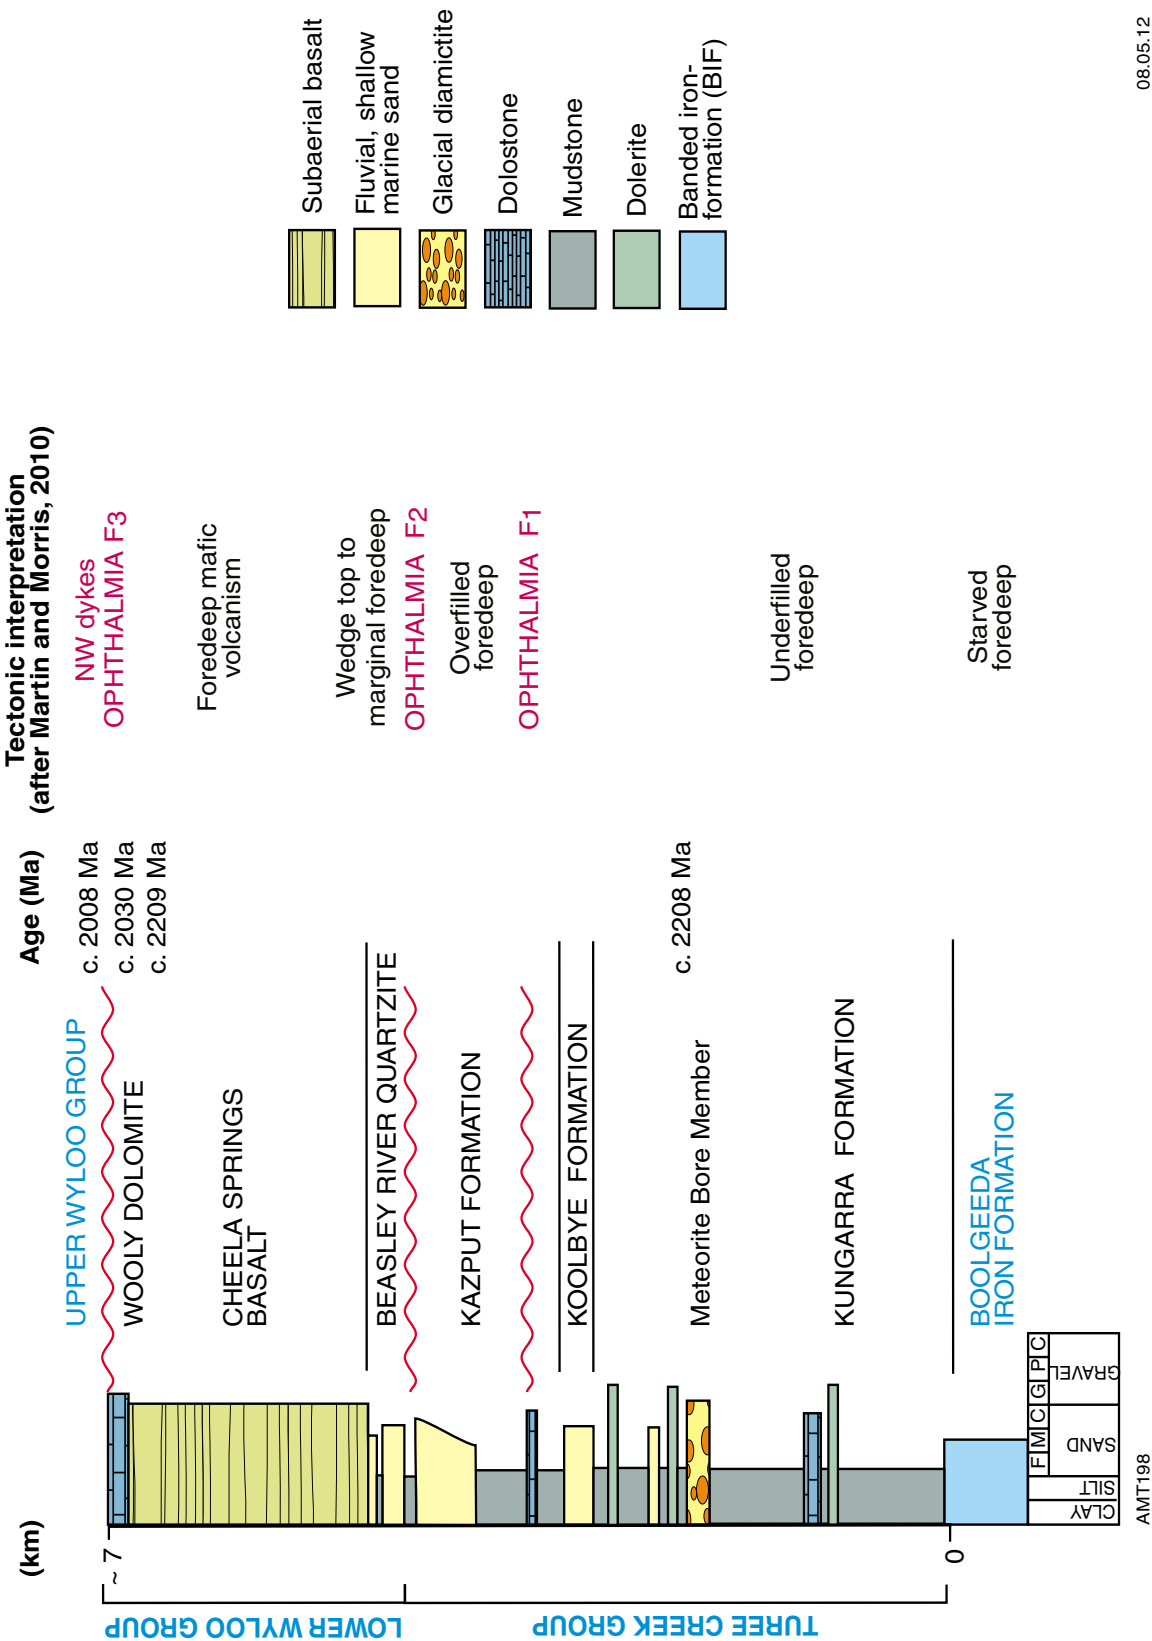 (km)
Age (Ma)
Tectonic interpretation
(after Martin and Morris, 2010)
~ 7
0
LOWER WYLOO GROUP
TUREE CREEK GROUP
UPPER WYLOO GROUP
WOOLY DOLOMITE
CHEELA SPRINGS
BASALT
BEASLEY RIVER QUARTZITE
KAZPUT FORMATION
KOOLBYE FORMATION
Meteorite Bore Member
KUNGARRA FORMATION
BOOLGEEDA
IRON FORMATION
c. 2008 Ma
c. 2030 Ma
c. 2209 Ma
c. 2208 Ma
NW dykes
OPHTHALMIA F3
Foredeep mafic
volcanism
Wedge top to
marginal foredeep
OPHTHALMIA F2
Overfilled
foredeep
OPHTHALMIA F1
Underfilled
foredeep
Starved
foredeep
Subaerial basalt
Fluvial, shallow
marine sand
Glacial diamictite
Dolostone
Mudstone
Dolerite
Banded iron-
formation (BIF)
F M C G P C
CLAY SILT SAND GRAVEL
AMT198
08.05.12